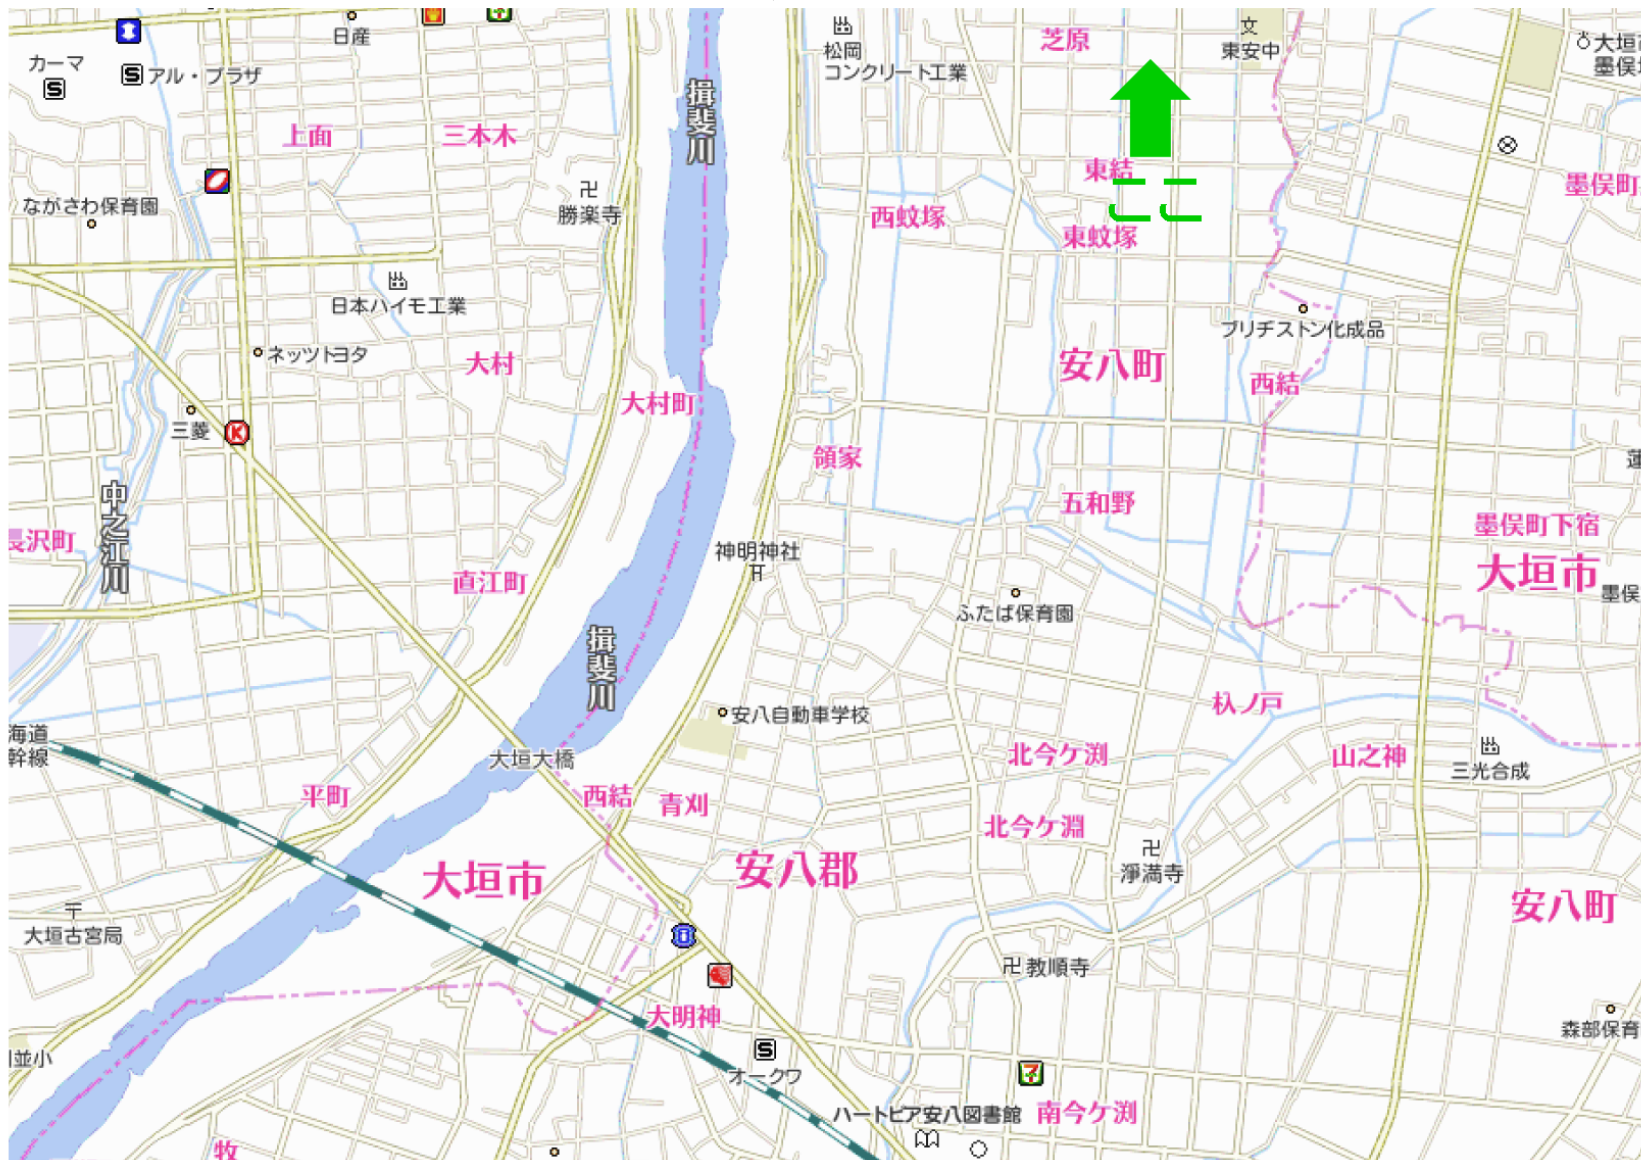 日産
カーマ
アル・プラザ
松岡
コンクリート工業
芝原
東安中
大垣
墨俣
揖斐川
上面
三本木
東結
墨俣町
ながさわ保育園
勝楽寺
西蚊塚
東蚊塚
日本ハイモ工業
ブリヂストン化成品
ネッツトヨタ
大村
安八町
西結
大村町
三菱
K
領家
中之江川
五和野
墨俣町下宿
長沢町
神明神社
大垣市
直江町
墨俣
ふたば保育園
揖斐川
杁ノ戸
安八自動車学校
海道
幹線
北今ケ渕
山之神
大垣大橋
三光合成
平町
西結
青刈
北今ケ淵
大垣市
安八郡
浄満寺
安八町
大垣古宮局
教順寺
大明神
森部保育
並小
オークワ
ハートピア安八図書館
南今ケ渕
牧